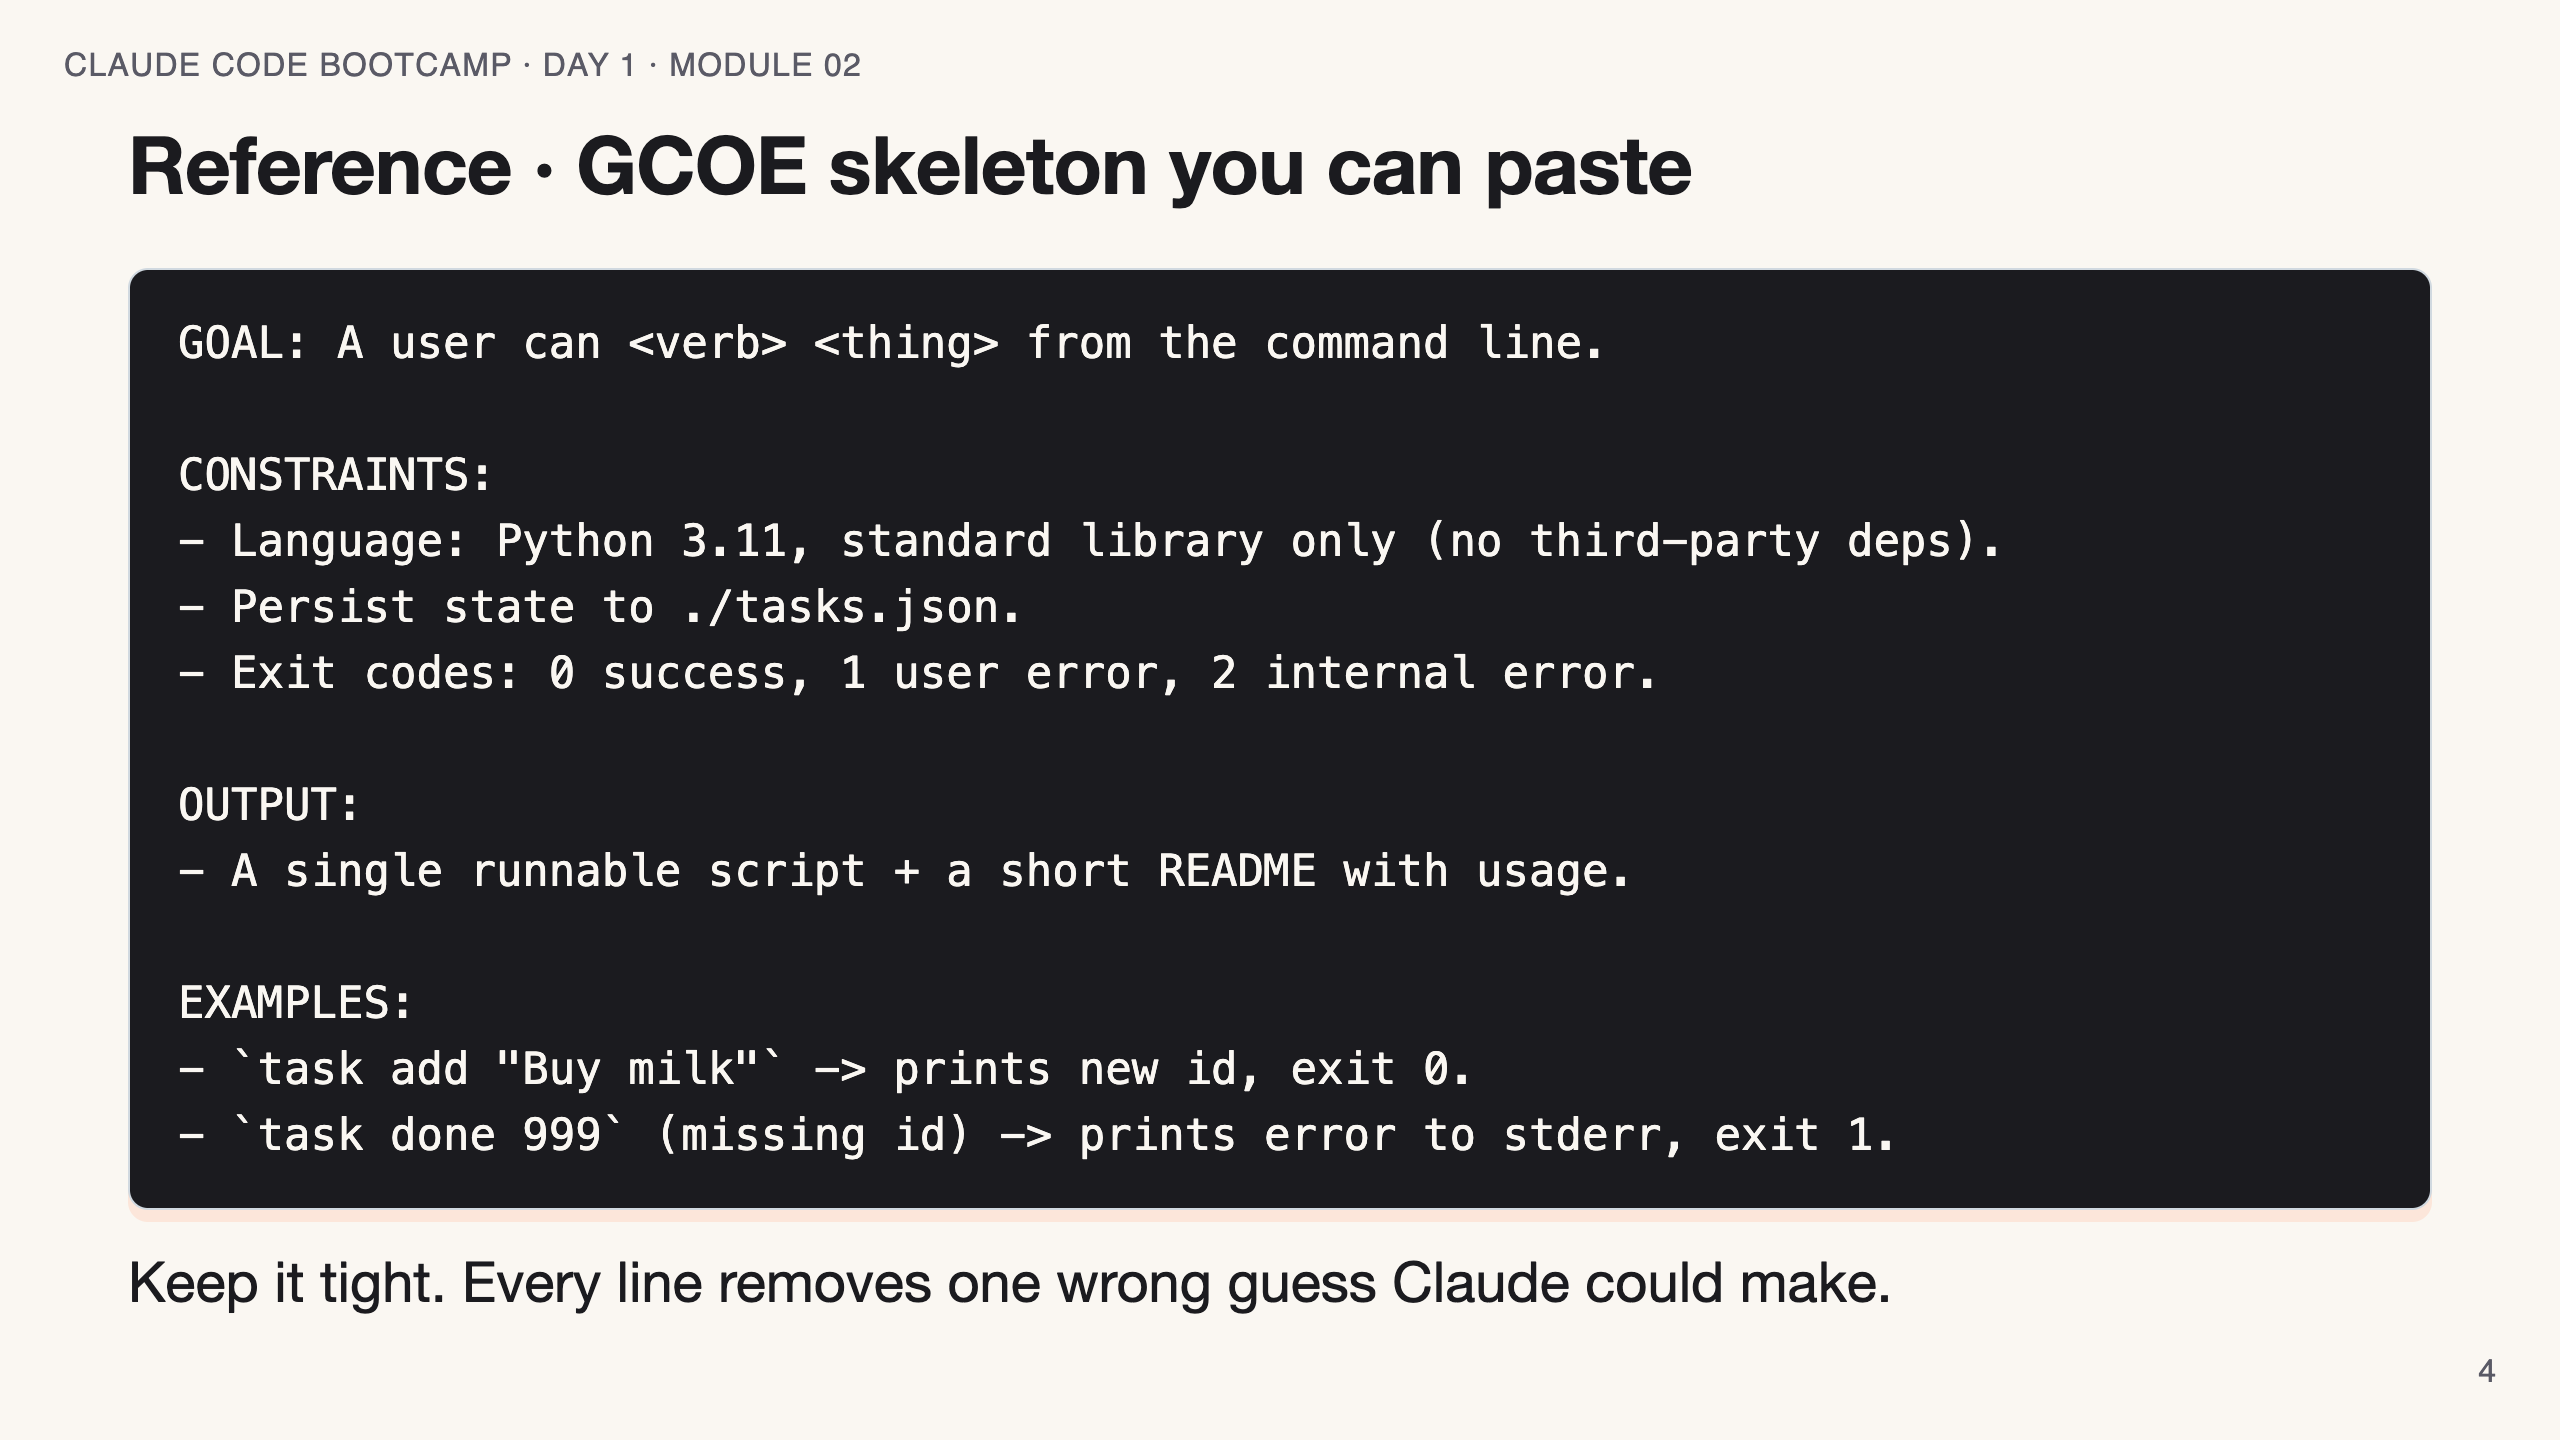 CLAUDE CODE BOOTCAMP · DAY 1 · MODULE 02
Reference · GCOE skeleton you can paste
GOAL: A user can <verb> <thing> from the command line.
CONSTRAINTS:
- Language: Python 3.11, standard library only (no third-party deps).
- Persist state to ./tasks.json.
- Exit codes: 0 success, 1 user error, 2 internal error.
OUTPUT:
- A single runnable script + a short README with usage.
EXAMPLES:
- `task add "Buy milk"` -> prints new id, exit 0.
- `task done 999` (missing id) -> prints error to stderr, exit 1.
Keep it tight. Every line removes one wrong guess Claude could make.
4